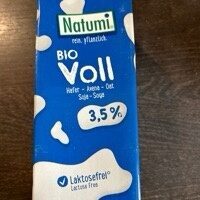 Natumi
rein. pflanzlich.
BIO
Voll
Hafer - Avena - Oat
Soja - Soya
3,5%
Laktosefrei
Lactose Free